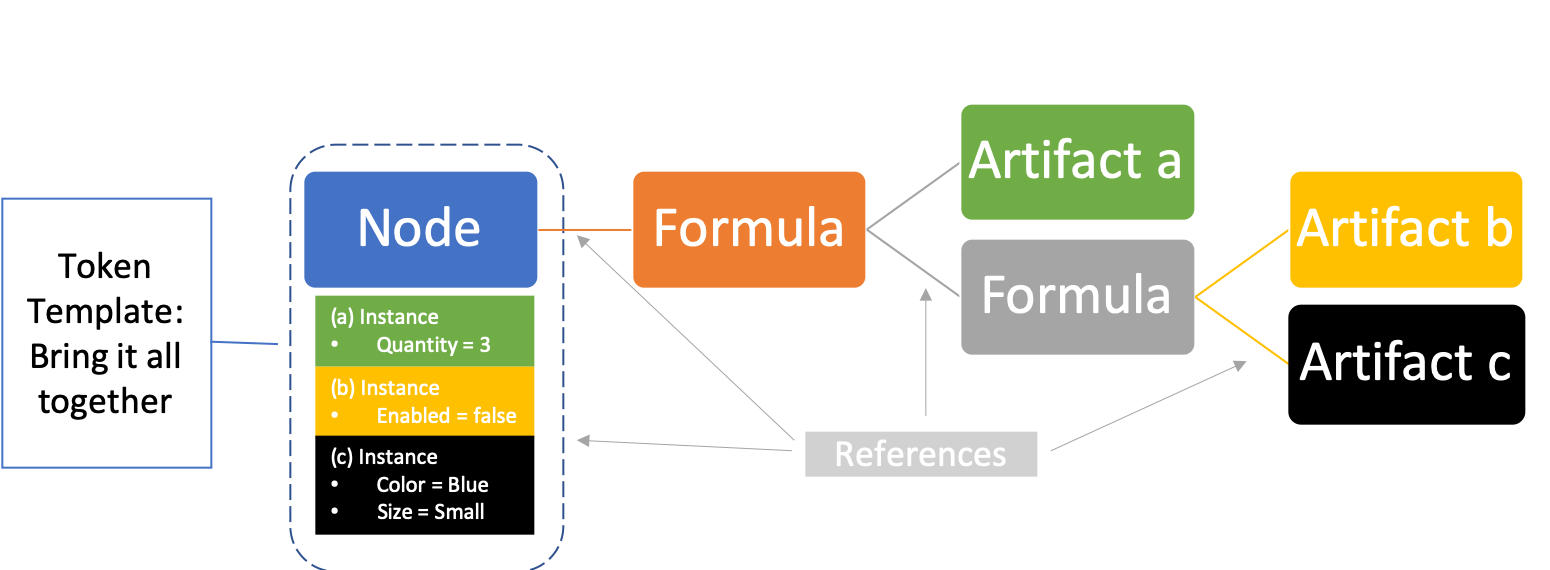 Token
Template:
Bring it all
together
Node
(a) Instance
• Quantity = 3
(b) Instance
• Enabled = false
(c) Instance
• Color = Blue
• Size = Small
Formula
Artifact a
Formula
Artifact b
Artifact c
References